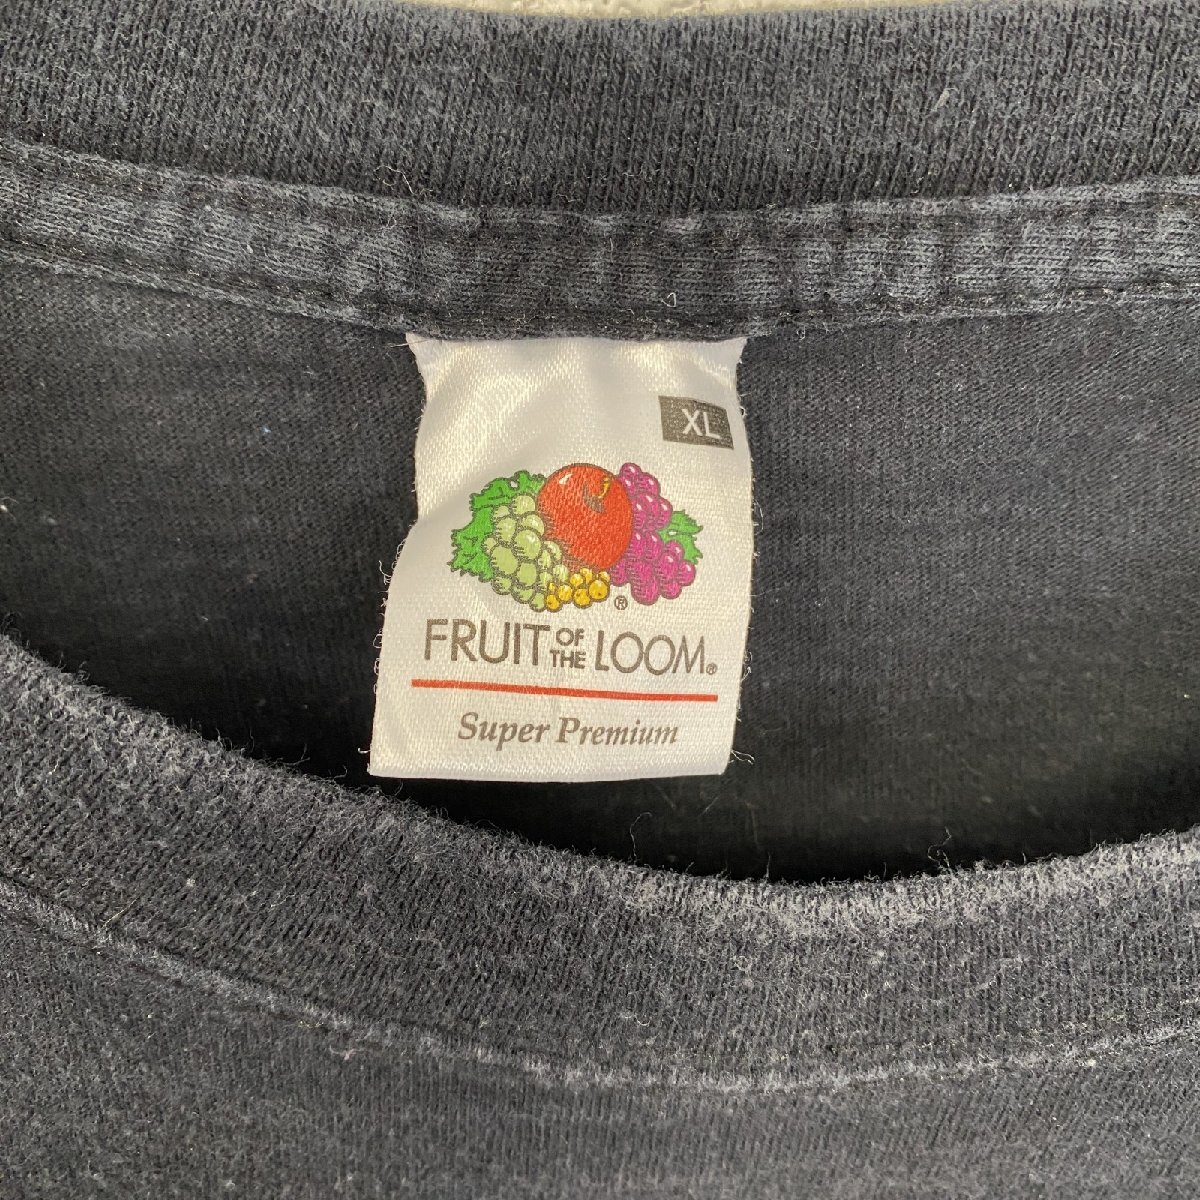 XL
®
FRUIT OF THE LOOM®
Super Premium